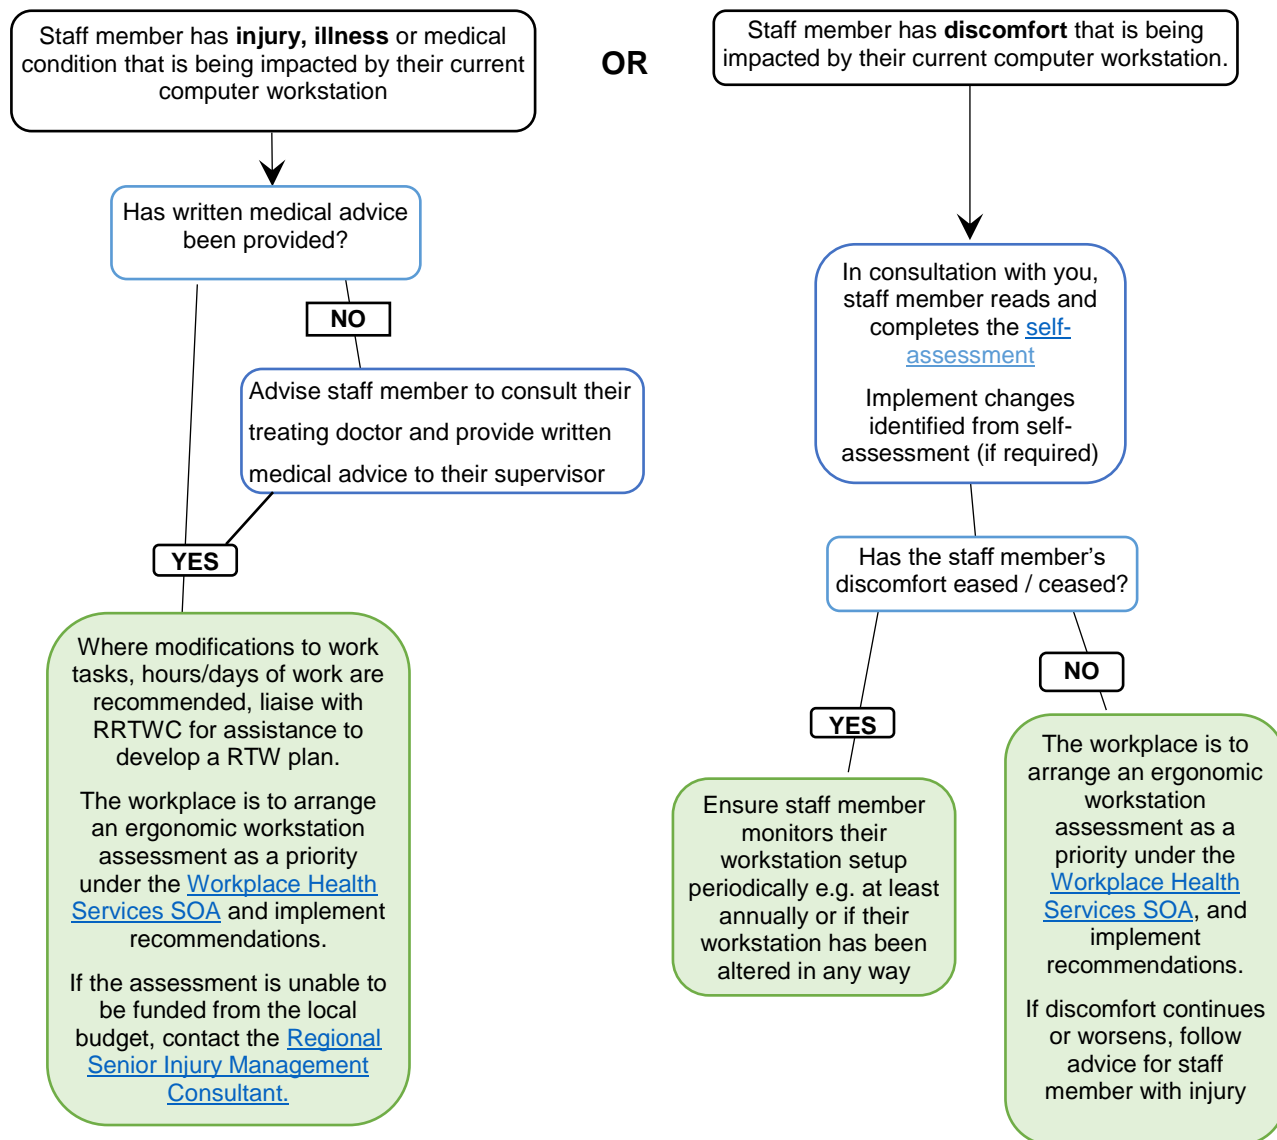 Staff member has injury, illness or medical
condition that is being impacted by their current
computer workstation
OR
Staff member has discomfort that is being
impacted by their current computer workstation.
Has written medical advice
been provided?
NO
Advise staff member to consult their
treating doctor and provide written
medical advice to their supervisor
YES
Where modifications to work
tasks, hours/days of work are
recommended, liaise with
RRTWC for assistance to
develop a RTW plan.
The workplace is to arrange
an ergonomic workstation
assessment as a priority
under the Workplace Health
Services SOA and implement
recommendations.
If the assessment is unable to
be funded from the local
budget, contact the Regional
Senior Injury Management
Consultant.
In consultation with you,
staff member reads and
completes the self-
assessment
Implement changes
identified from self-
assessment (if required)
Has the staff member’s
discomfort eased / ceased?
YES
Ensure staff member
monitors their
workstation setup
periodically e.g. at least
annually or if their
workstation has been
altered in any way
NO
The workplace is to
arrange an ergonomic
workstation
assessment as a
priority under the
Workplace Health
Services SOA, and
implement
recommendations.
If discomfort continues
or worsens, follow
advice for staff
member with injury